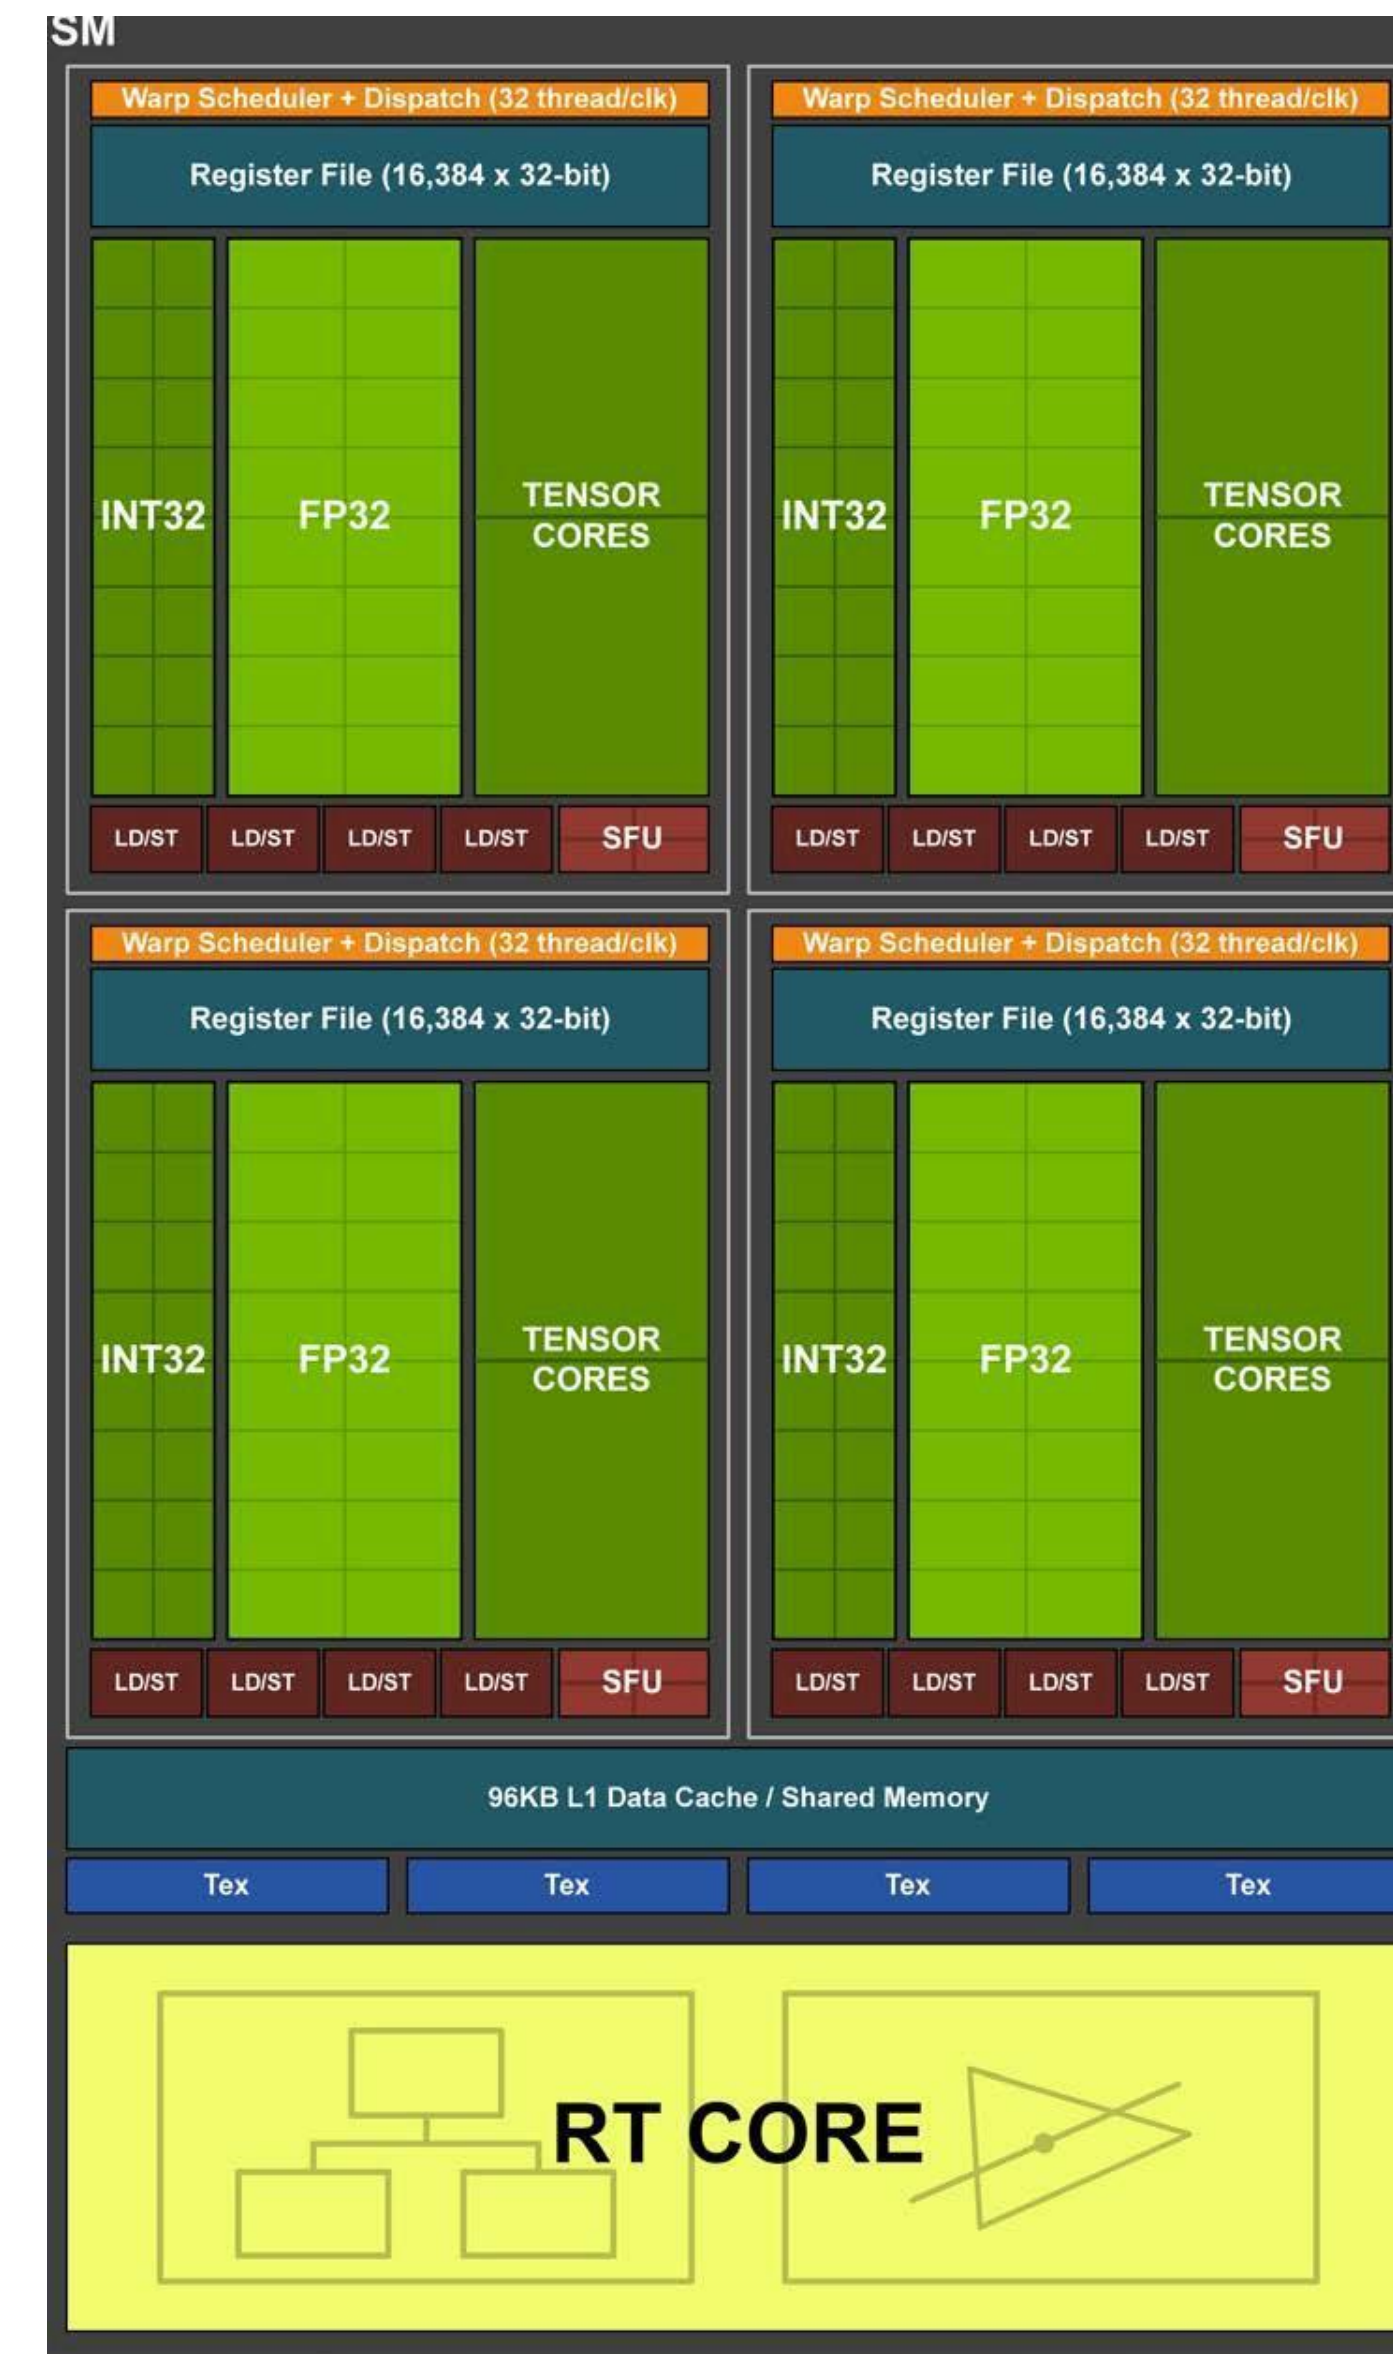 SM
Warp Scheduler + Dispatch (32 thread/clk)
Register File (16,384 x 32-bit)
INT32
FP32
TENSOR
CORES
LD/ST LD/ST LD/ST LD/ST SFU
Warp Scheduler + Dispatch (32 thread/clk)
Register File (16,384 x 32-bit)
INT32
FP32
TENSOR
CORES
LD/ST LD/ST LD/ST LD/ST SFU
Warp Scheduler + Dispatch (32 thread/clk)
Register File (16,384 x 32-bit)
INT32
FP32
TENSOR
CORES
LD/ST LD/ST LD/ST LD/ST SFU
Warp Scheduler + Dispatch (32 thread/clk)
Register File (16,384 x 32-bit)
INT32
FP32
TENSOR
CORES
LD/ST LD/ST LD/ST LD/ST SFU
96KB L1 Data Cache / Shared Memory
Tex Tex Tex Tex
RT CORE